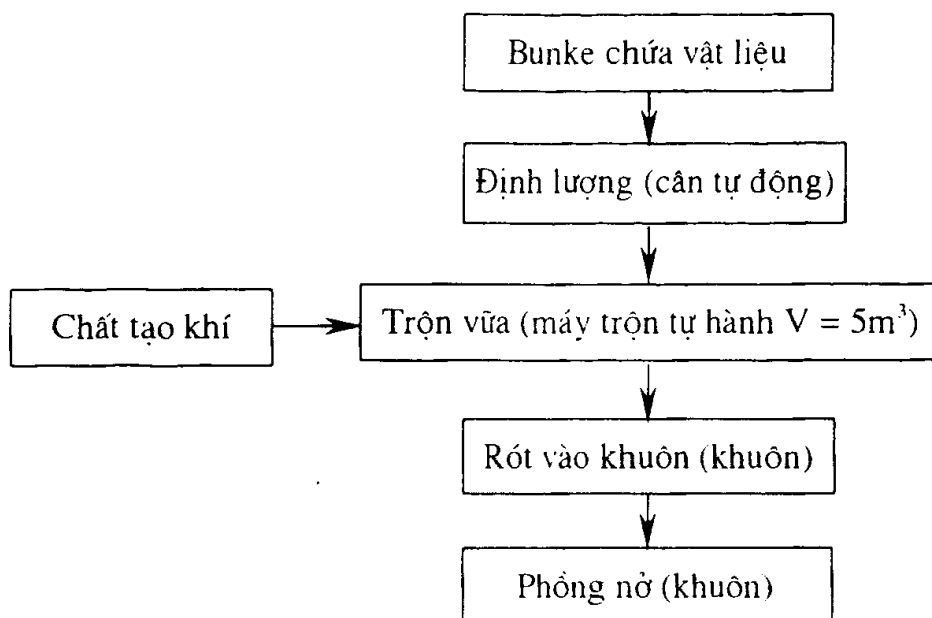 Bunke chứa vật liệu
Định lượng (cân tự động)
Chất tạo khí
Trộn vữa (máy trộn tự hành V = 5m³)
Rót vào khuôn (khuôn)
Phồng nở (khuôn)